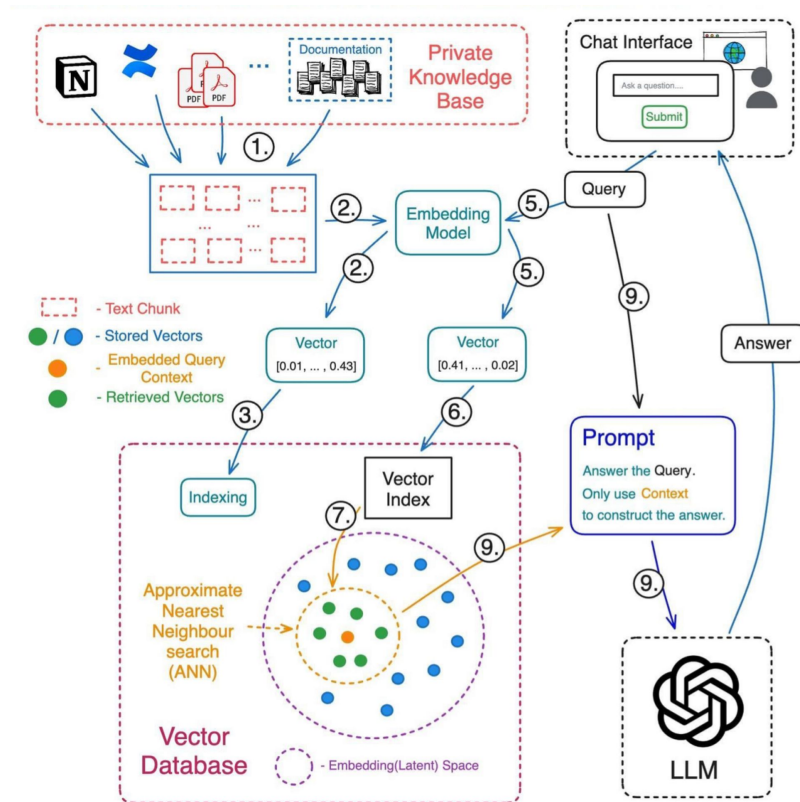 Documentation
Private
Knowledge
Base
N
PDF
PDF
PDF
...
1.
Chat Interface
Ask a question....
Submit
...
... ...
...
2.
Embedding
Model
5.
Query
2.
5.
9.
- Text Chunk
/ - Stored Vectors
- Embedded Query
Context
- Retrieved Vectors
Vector
[0.01, ... , 0.43]
Vector
[0.41, ... , 0.02]
Answer
3.
6.
Indexing
Vector
Index
Prompt
Answer the Query.
Only use Context
to construct the answer.
7.
9.
9.
Approximate
Nearest
Neighbour
search
(ANN)
Vector
Database
- Embedding(Latent) Space
LLM